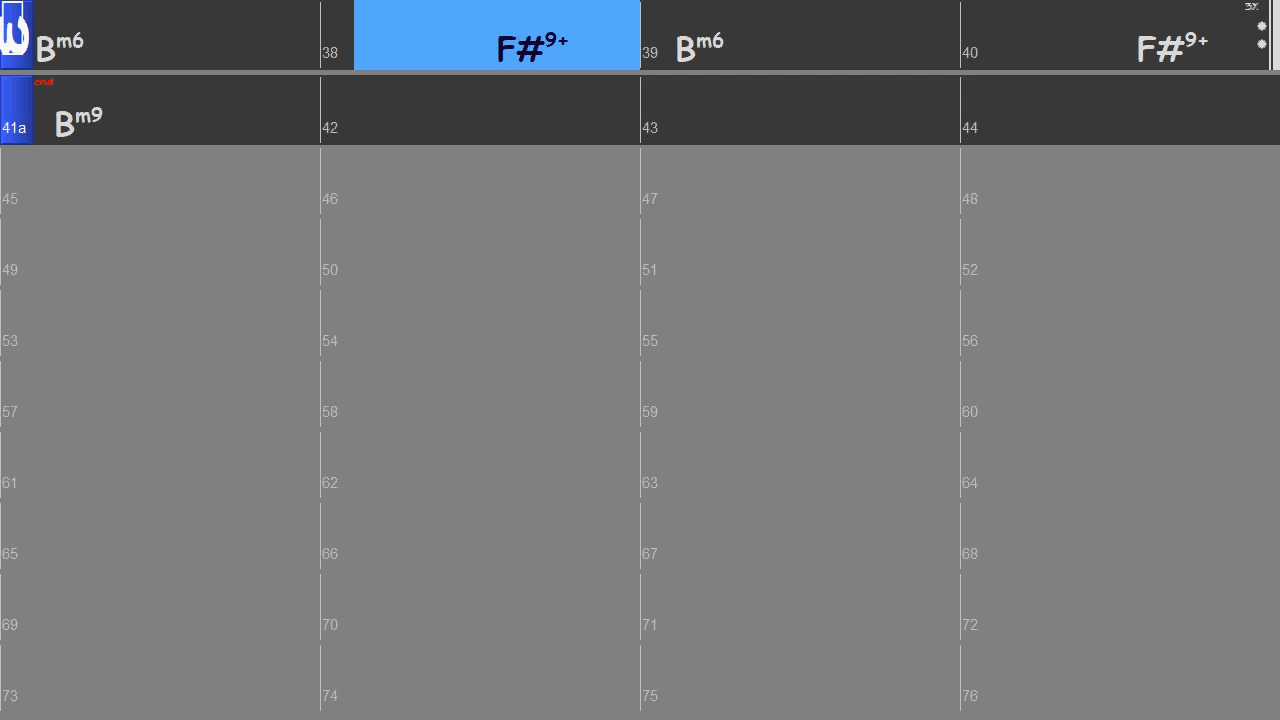 Bm6 38 F#9+ 39 Bm6 40 F#9+ 3X
end
41a Bm9 42 43 44
45 46 47 48
49 50 51 52
53 54 55 56
57 58 59 60
61 62 63 64
65 66 67 68
69 70 71 72
73 74 75 76